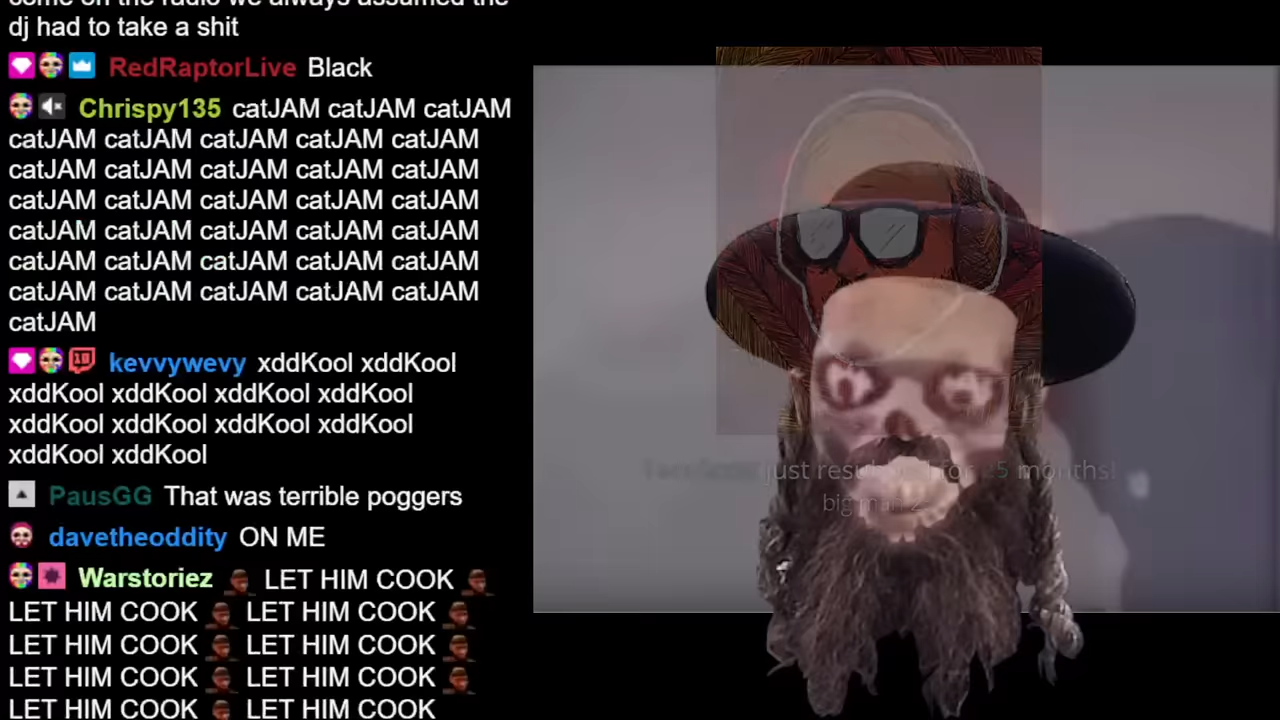 come on the radio we always assumed the
dj had to take a shit
RedRaptorLive Black
Chrispy135 catJAM catJAM catJAM
catJAM catJAM catJAM catJAM catJAM
catJAM catJAM catJAM catJAM catJAM
catJAM catJAM catJAM catJAM catJAM
catJAM catJAM catJAM catJAM catJAM
catJAM catJAM catJAM catJAM catJAM
catJAM catJAM catJAM catJAM catJAM
catJAM
kevvywevy xddKool xddKool
xddKool xddKool xddKool xddKool
xddKool xddKool xddKool xddKool
xddKool xddKool
PausGG That was terrible poggers
davetheoddity ON ME
Warstoriez LET HIM COOK
LET HIM COOK LET HIM COOK
LET HIM COOK LET HIM COOK
LET HIM COOK LET HIM COOK
LET HIM COOK LET HIM COOK
just for 25 months!
big man